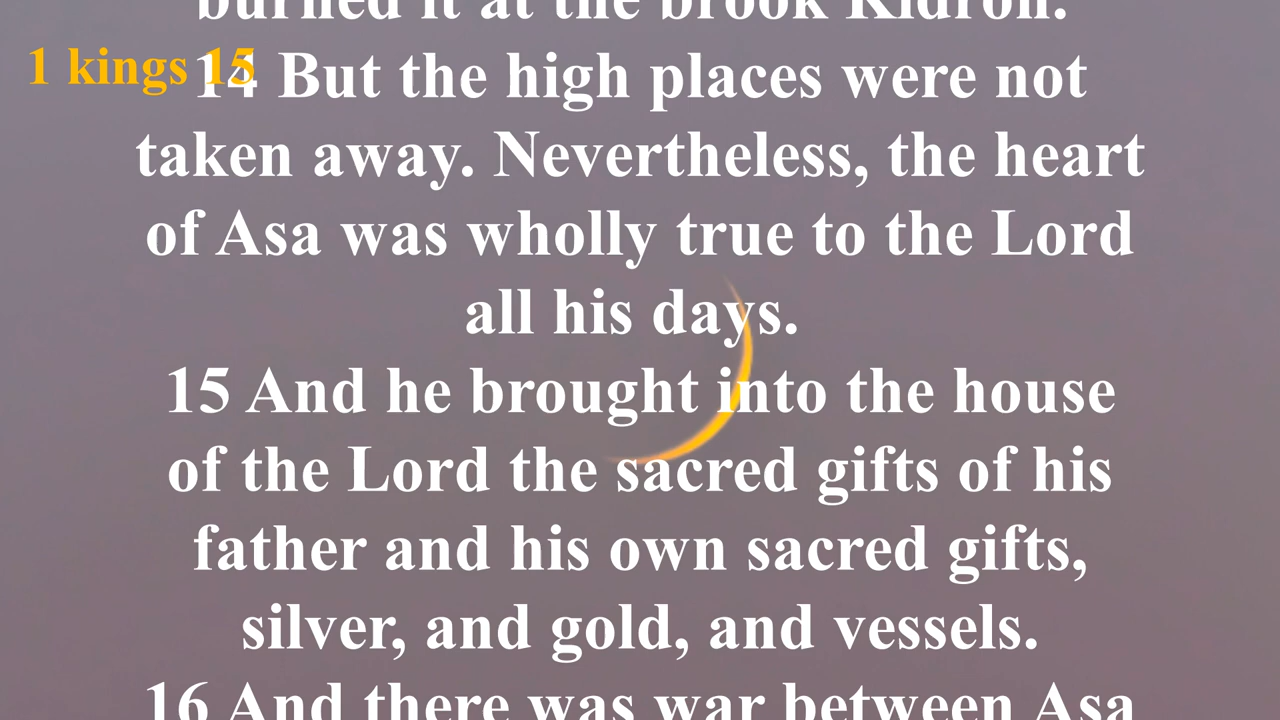 burned it at the brook Kidron.
1 kings 15
14 But the high places were not
taken away. Nevertheless, the heart
of Asa was wholly true to the Lord
all his days.
15 And he brought into the house
of the Lord the sacred gifts of his
father and his own sacred gifts,
silver, and gold, and vessels.
16 And there was war between Asa